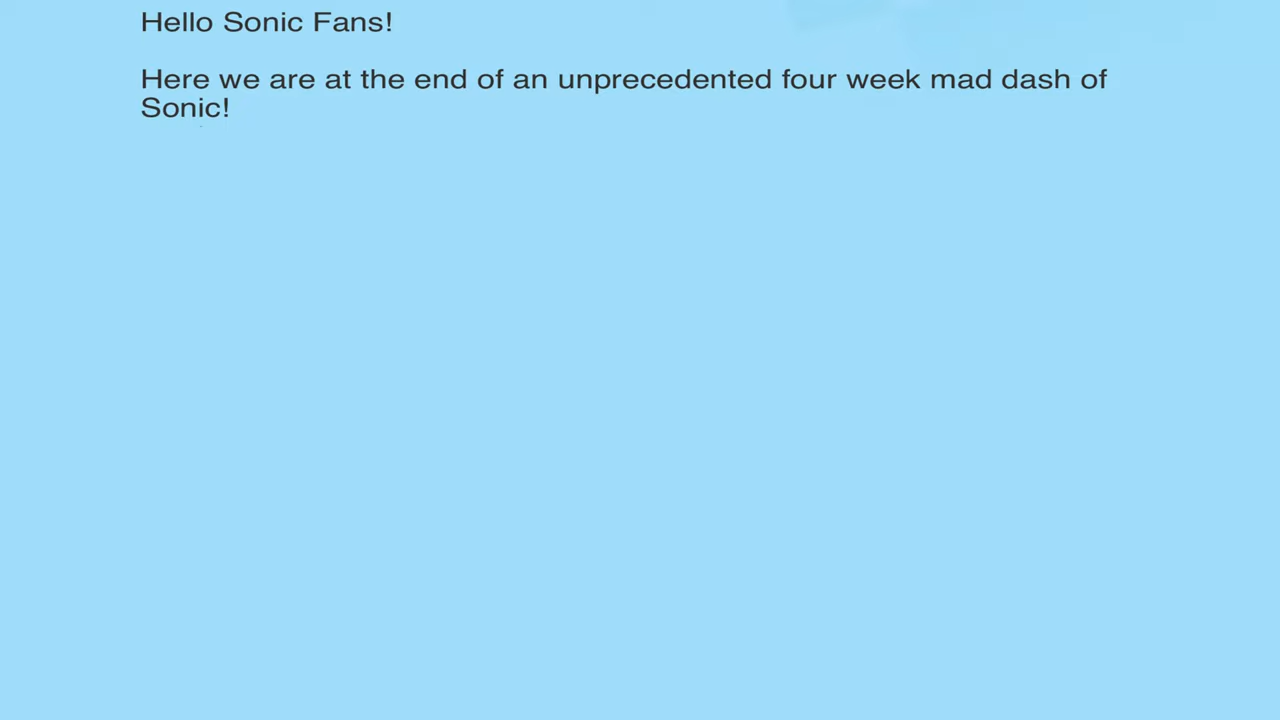 Hello Sonic Fans!
Here we are at the end of an unprecedented four week mad dash of
Sonic!